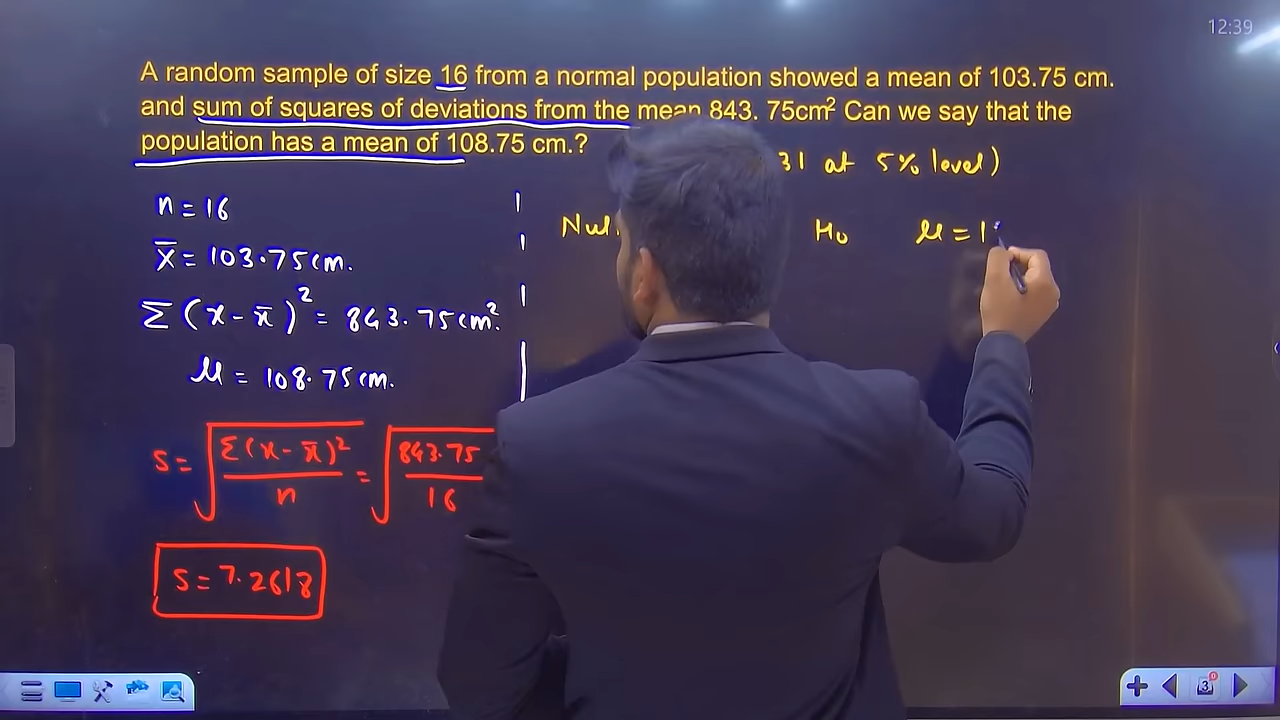 12:39
A random sample of size 16 from a normal population showed a mean of 103.75 cm.
and sum of squares of deviations from the mean 843. 75cm² Can we say that the
population has a mean of 108.75 cm.?
31 at 5% level)
n = 16
Nul
H₀ μ = 1
x̄ = 103.75 cm.
Σ(x - x̄)² = 843.75 cm².
μ = 108.75 cm.
S = √(Σ(x - x̄)² / n) = √(843.75 / 16)
S = 7.2618
3